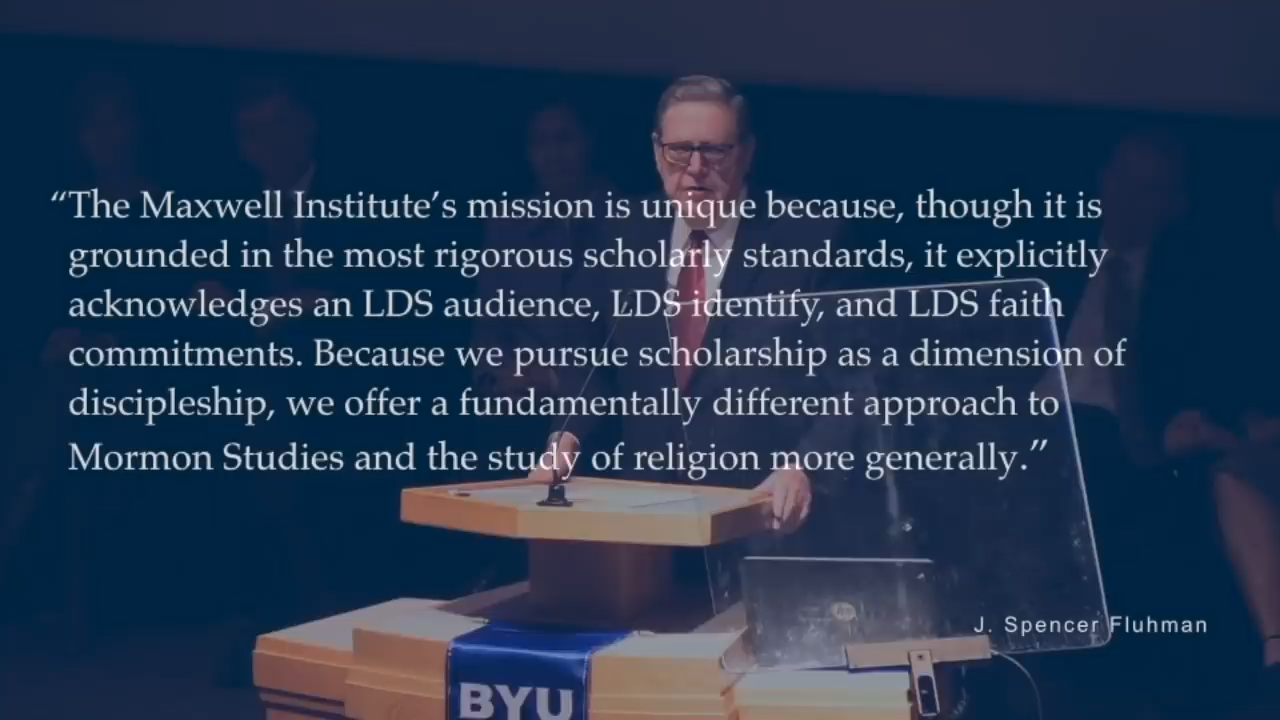 “The Maxwell Institute’s mission is unique because, though it is
grounded in the most rigorous scholarly standards, it explicitly
acknowledges an LDS audience, LDS identify, and LDS faith
commitments. Because we pursue scholarship as a dimension of
discipleship, we offer a fundamentally different approach to
Mormon Studies and the study of religion more generally.”
J. Spencer Fluhman
BYU